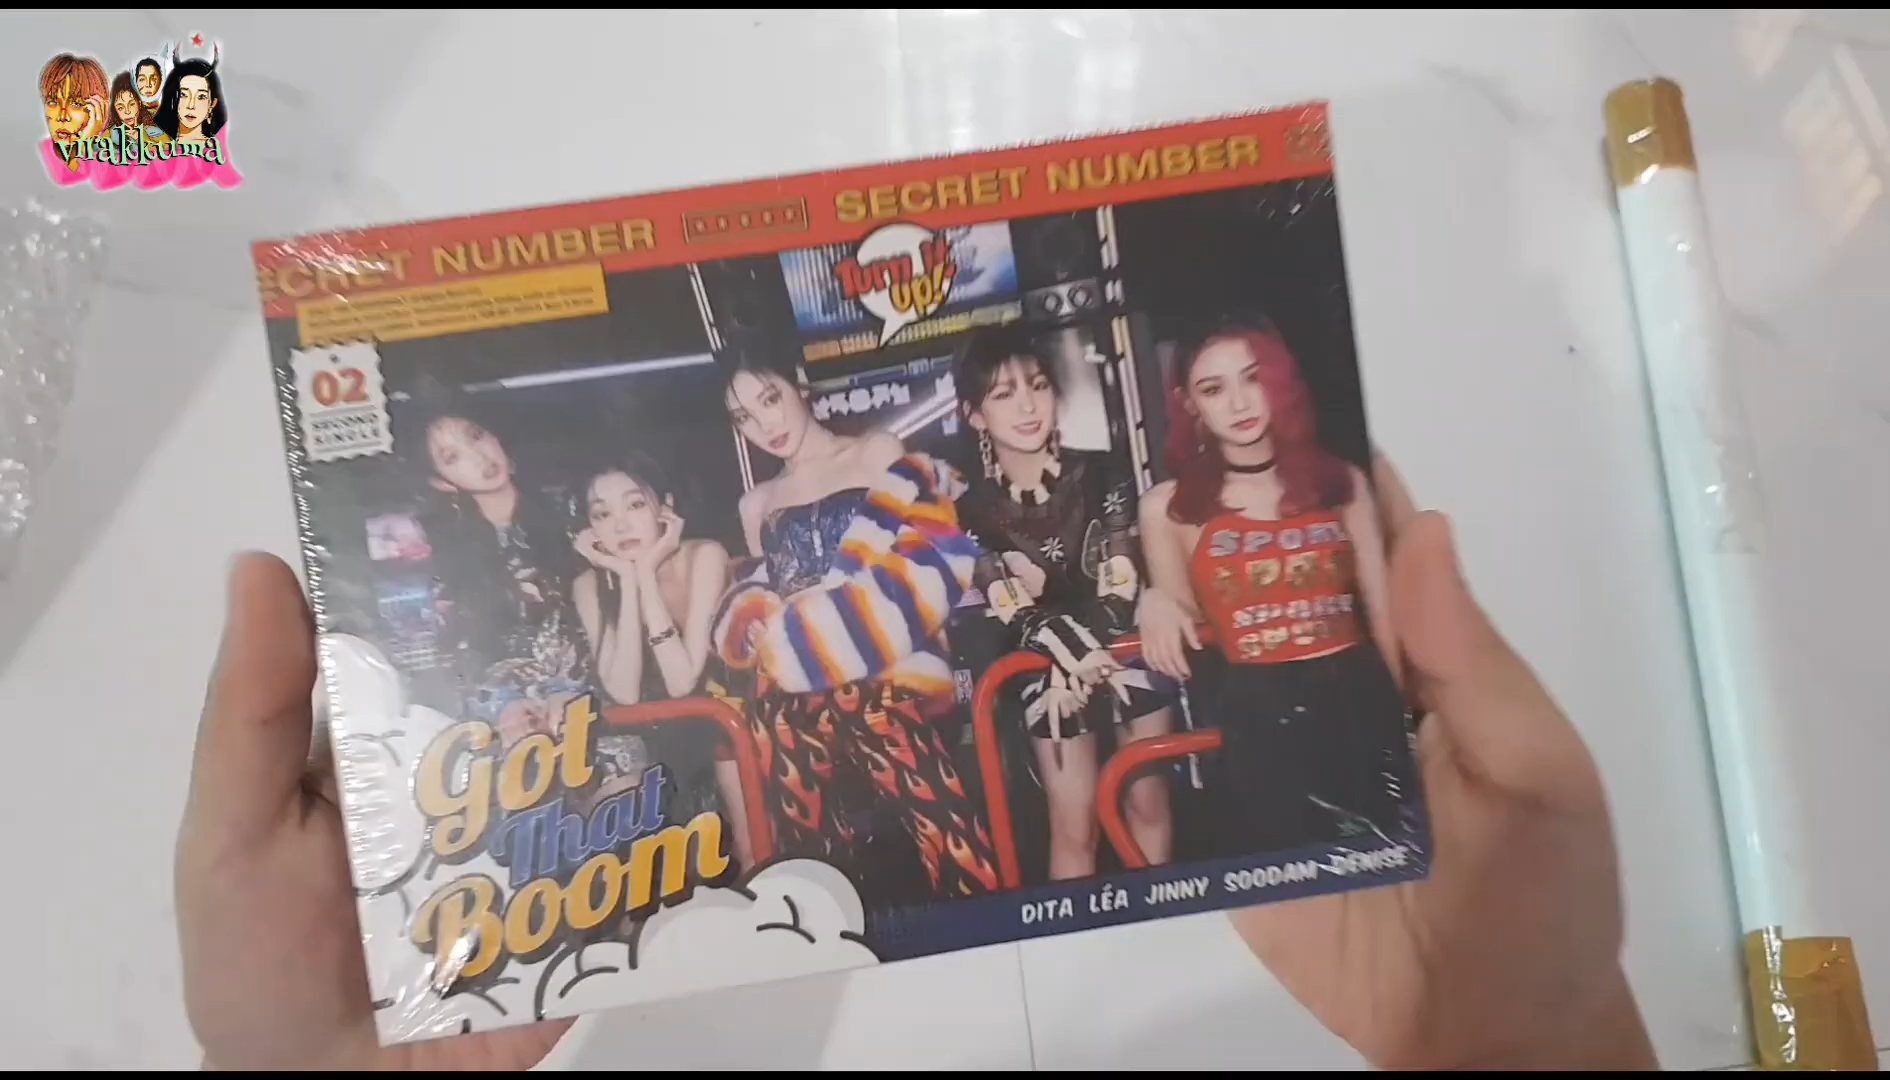 virakkuma
SECRET NUMBER
SECRET NUMBER
Turn it
up!
02
SECOND
SINGLE
SPORT
Got
That
Boom
DITA LÉA JINNY SOODAM DENISE